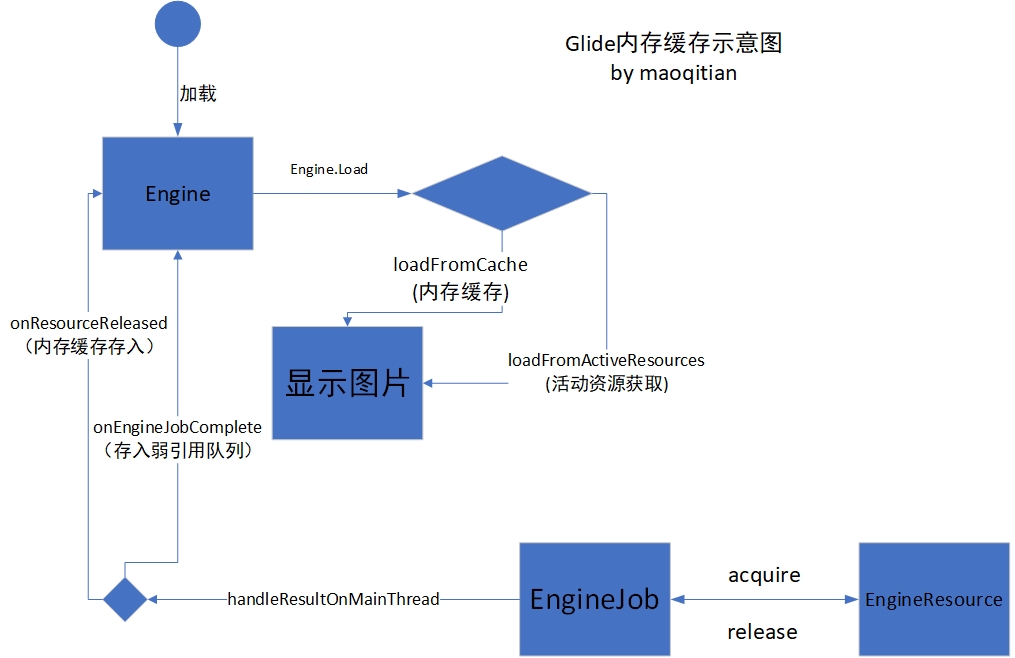 Glide内存缓存示意图
by maoqitian
加载
Engine
Engine.Load
loadFromCache
(内存缓存)
onResourceReleased
（内存缓存存入）
显示图片
loadFromActiveResources
(活动资源获取)
onEngineJobComplete
（存入弱引用队列）
handleResultOnMainThread
EngineJob
acquire
release
EngineResource